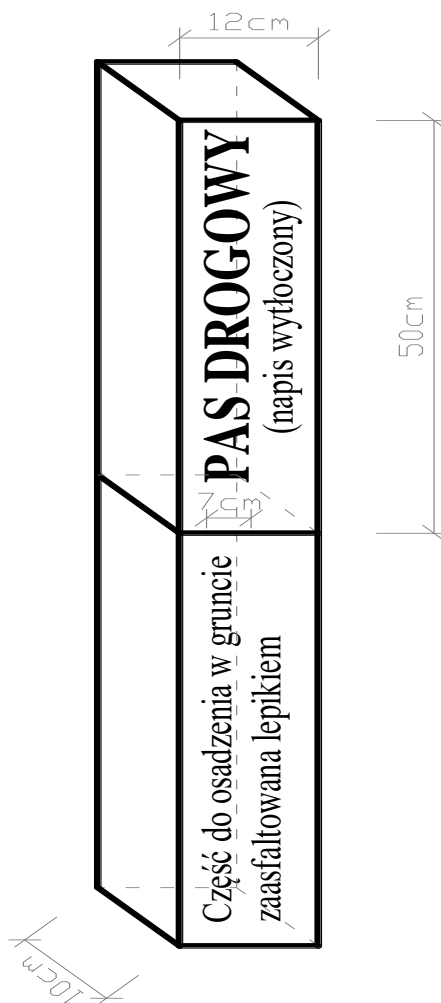 12cm
PAS DROGOWY
(napis wytłoczony)
50cm
7cm
Część do osadzenia w gruncie
zaasfaltowana lepikiem
10cm